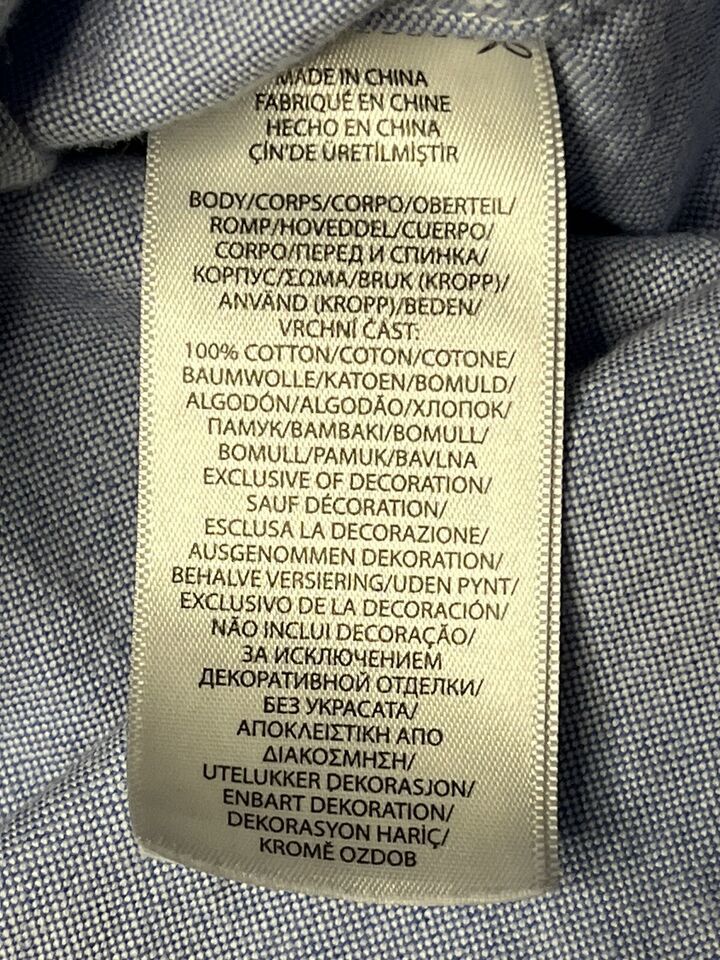 MADE IN CHINA
FABRIQUÉ EN CHINE
HECHO EN CHINA
ÇİN'DE ÜRETİLMİŞTİR
BODY/CORPS/CORPO/OBERTEIL/
ROMP/HOVEDDEL/CUERPO/
CORPO/ПЕРЕД И СПИНКА/
КОРПУС/ΣΩΜΑ/BRUK (KROPP)/
ANVÄND (KROPP)/BEDEN/
VRCHNÍ ČÁST:
100% COTTON/COTON/COTONE/
BAUMWOLLE/KATOEN/BOMULD/
ALGODÓN/ALGODÃO/ХЛОПОК/
ПАМУК/ΒΑΜΒΑΚΙ/BOMULL/
BOMULL/PAMUK/BAVLNA
EXCLUSIVE OF DECORATION/
SAUF DÉCORATION/
ESCLUSA LA DECORAZIONE/
AUSGENOMMEN DEKORATION/
BEHALVE VERSIERING/UDEN PYNT/
EXCLUSIVO DE LA DECORACIÓN/
NÃO INCLUI DECORAÇÃO/
ЗА ИСКЛЮЧЕНИЕМ
ДЕКОРАТИВНОЙ ОТДЕЛКИ/
БЕЗ УКРАСАТА/
ΑΠΟΚΛΕΙΣΤΙΚΗ ΑΠΟ
ΔΙΑΚΟΣΜΗΣΗ/
UTELUKKER DEKORASJON/
ENBART DEKORATION/
DEKORASYON HARİÇ/
KROMĚ OZDOB